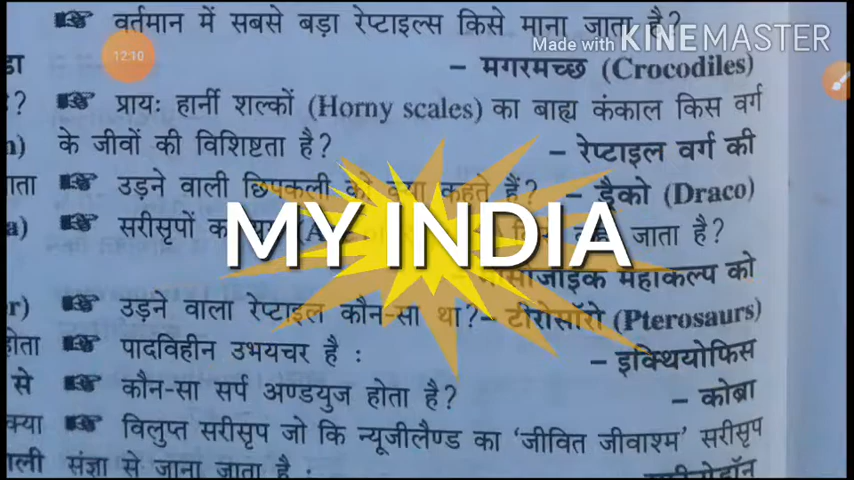 ☞ वर्तमान में सबसे बड़ा रेप्टाइल्स किसे माना जाता है?
Made with KINEMASTER
12:10
– मगरमच्छ (Crocodiles)
☞ प्रायः हार्नी शल्कों (Horny scales) का बाह्य कंकाल किस वर्ग
के जीवों की विशिष्टता है? – रेप्टाइल वर्ग की
☞ उड़ने वाली छिपकली को क्या कहते हैं? – ड्रैको (Draco)
☞ सरीसृपों का जाता है?
MY INDIA
महाकल्प को
☞ उड़ने वाला रेप्टाइल कौन-सा था?– टीरोसॉरो (Pterosaurs)
☞ पादविहीन उभयचर है : – इक्थियोफिस
☞ कौन-सा सर्प अण्डयुज होता है? – कोब्रा
☞ विलुप्त सरीसृप जो कि न्यूजीलैण्ड का 'जीवित जीवाश्म' सरीसृप
संज्ञा से जाना जाता है :